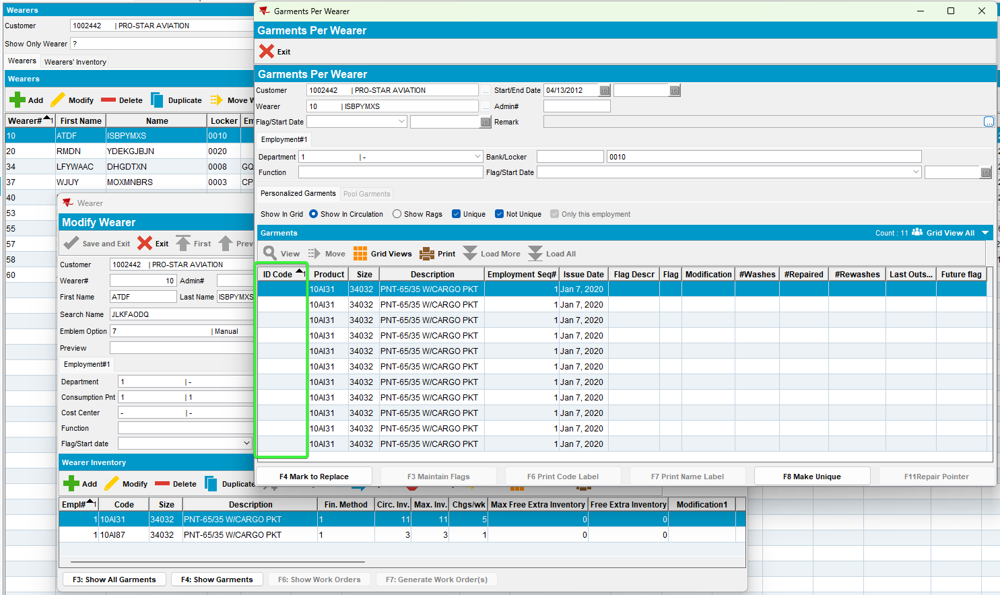 Wearers
Customer 1002442 | PRO-STAR AVIATION
Show Only Wearer ?
Wearers Wearers' Inventory
Wearers
Add Modify Delete Duplicate Move W
Wearer# 1 First Name Name Locker Em
10 ATDF ISBPYMXS 0010
20 RMDN YDEKGJBJN 0020
34 LFYWAAC DHGDTXN 0008 GQ
37 WJUY MOXMNBRS 0003 CP
40
53
55
57
58
60
Garments Per Wearer
Garments Per Wearer
Exit
Garments Per Wearer
Customer 1002442 | PRO-STAR AVIATION ... Start/End Date 04/13/2012 16 16
Wearer 10 | ISBPYMXS ... Admin#
Flag/Start Date 16 Remark ...
Employment#1
Department 1 | - Bank/Locker 0010
Function Flag/Start Date 16
Personalized Garments Pool Garments
Show In Grid Show In Circulation Show Rags Unique Not Unique Only this employment
Garments Count : 11 Grid View All
View Move Grid Views Print Load More Load All
ID Code 1 Product Size Description Employment Seq# Issue Date Flag Descr Flag Modification #Washes #Repaired #Rewashes Last Outs... Future flag
10AI31 34032 PNT-65/35 W/CARGO PKT 1 Jan 7, 2020
10AI31 34032 PNT-65/35 W/CARGO PKT 1 Jan 7, 2020
10AI31 34032 PNT-65/35 W/CARGO PKT 1 Jan 7, 2020
10AI31 34032 PNT-65/35 W/CARGO PKT 1 Jan 7, 2020
10AI31 34032 PNT-65/35 W/CARGO PKT 1 Jan 7, 2020
10AI31 34032 PNT-65/35 W/CARGO PKT 1 Jan 7, 2020
10AI31 34032 PNT-65/35 W/CARGO PKT 1 Jan 7, 2020
10AI31 34032 PNT-65/35 W/CARGO PKT 1 Jan 7, 2020
10AI31 34032 PNT-65/35 W/CARGO PKT 1 Jan 7, 2020
10AI31 34032 PNT-65/35 W/CARGO PKT 1 Jan 7, 2020
10AI31 34032 PNT-65/35 W/CARGO PKT 1 Jan 7, 2020
F4 Mark to Replace F3 Maintain Flags F6 Print Code Label F7 Print Name Label F8 Make Unique F11Repair Pointer
Wearer
Modify Wearer
Save and Exit Exit First Prev
Customer 1002442 | PRO-STAR AVIATION
Wearer# 10 Admin#
First Name ATDF Last Name ISBPYMXS
Search Name JLKFAODQ
Emblem Option 7 | Manual
Preview
Employment#1
Department 1 | -
Consumption Pnt 1 | 1
Cost Center - | -
Function
Flag/Start date
Wearer Inventory
Add Modify Delete Duplicate
Empl# 1 Code Size Description Fin. Method Circ. Inv. Max. Inv. Chgs/wk Max Free Extra Inventory Free Extra Inventory Modification1
1 10AI31 34032 PNT-65/35 W/CARGO PKT 1 11 11 5 0 0
1 10AI87 34032 PNT-65/35 W/CARGO PKT 1 3 3 1 0 0
F3: Show All Garments F4: Show Garments F6: Show Work Orders F7: Generate Work Order(s)